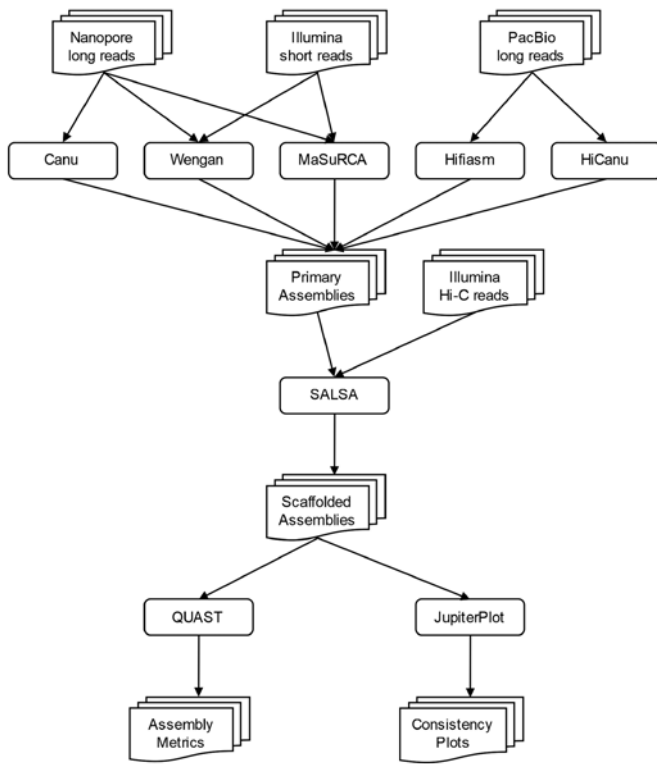 Nanopore
long reads
Illumina
short reads
PacBio
long reads
Canu
Wengan
MaSuRCA
Hifiasm
HiCanu
Primary
Assemblies
Illumina
Hi-C reads
SALSA
Scaffolded
Assemblies
QUAST
JupiterPlot
Assembly
Metrics
Consistency
Plots